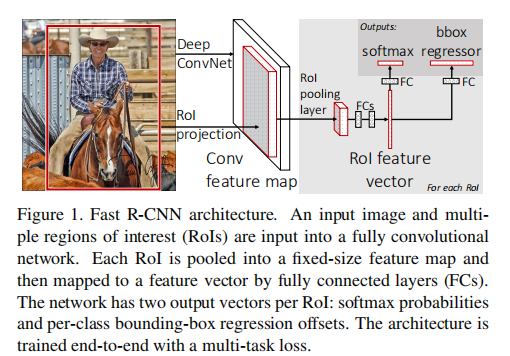 Outputs:
softmax
bbox
regressor
Deep
ConvNet
RoI
projection
Conv
feature map
RoI
pooling
layer
FCs
FC
FC
RoI feature
vector
For each RoI
Figure 1. Fast R-CNN architecture. An input image and multi-
ple regions of interest (RoIs) are input into a fully convolutional
network. Each RoI is pooled into a fixed-size feature map and
then mapped to a feature vector by fully connected layers (FCs).
The network has two output vectors per RoI: softmax probabilities
and per-class bounding-box regression offsets. The architecture is
trained end-to-end with a multi-task loss.